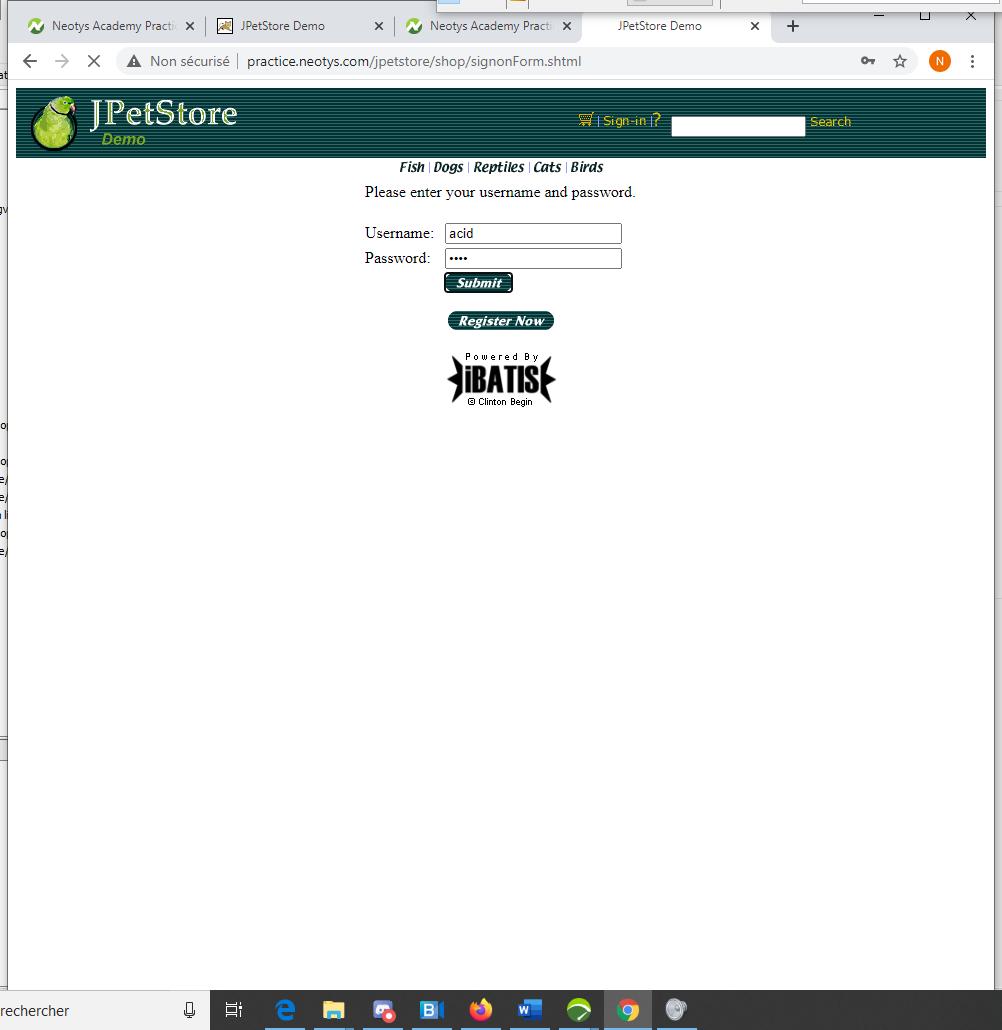 Neotys Academy Practi
JPetStore Demo
Neotys Academy Practi
JPetStore Demo
Non sécurisé
practice.neotys.com/jpetstore/shop/signonForm.shtml
N
JPetStore
Demo
| Sign-in |?
Search
Fish | Dogs | Reptiles | Cats | Birds
Please enter your username and password.
Username: acid
Password: ••••
Submit
Register Now
Powered By
iBATIS
© Clinton Begin
rechercher